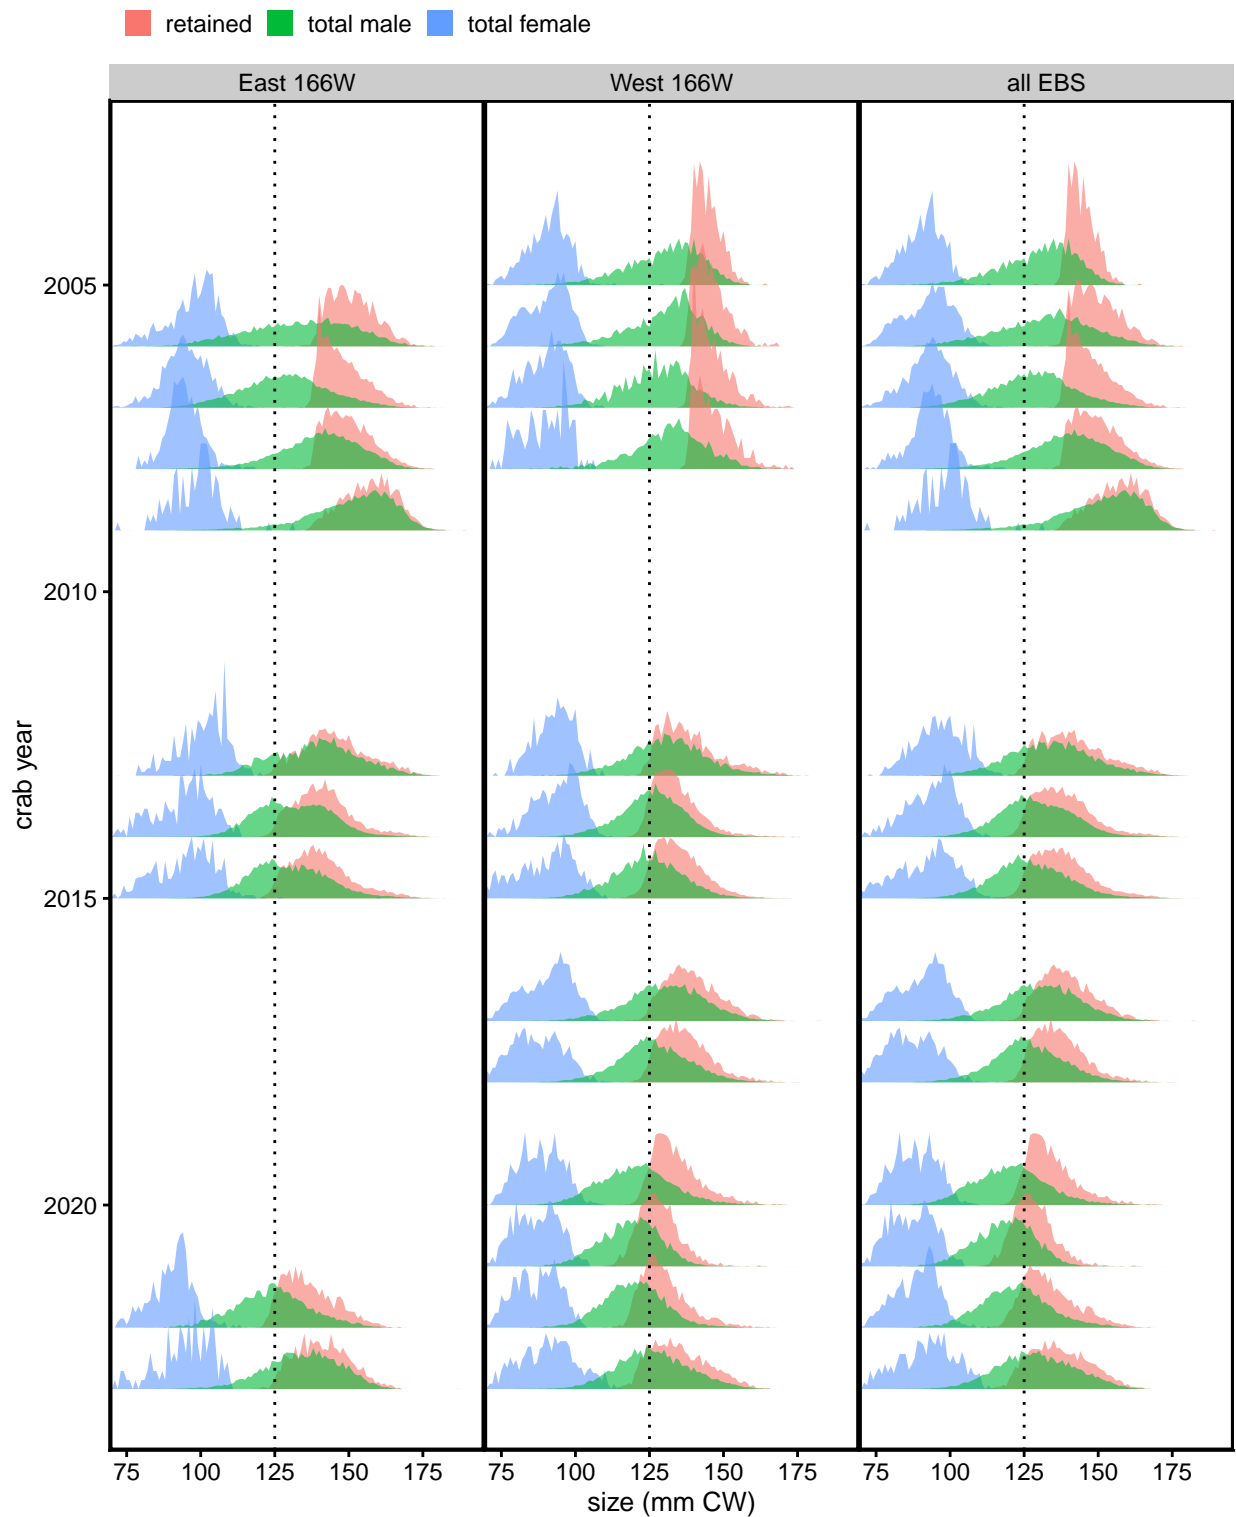 retained total male total female
East 166W West 166W all EBS
2005
2010
2015
2020
crab year
75 100 125 150 175 75 100 125 150 175 75 100 125 150 175
size (mm CW)